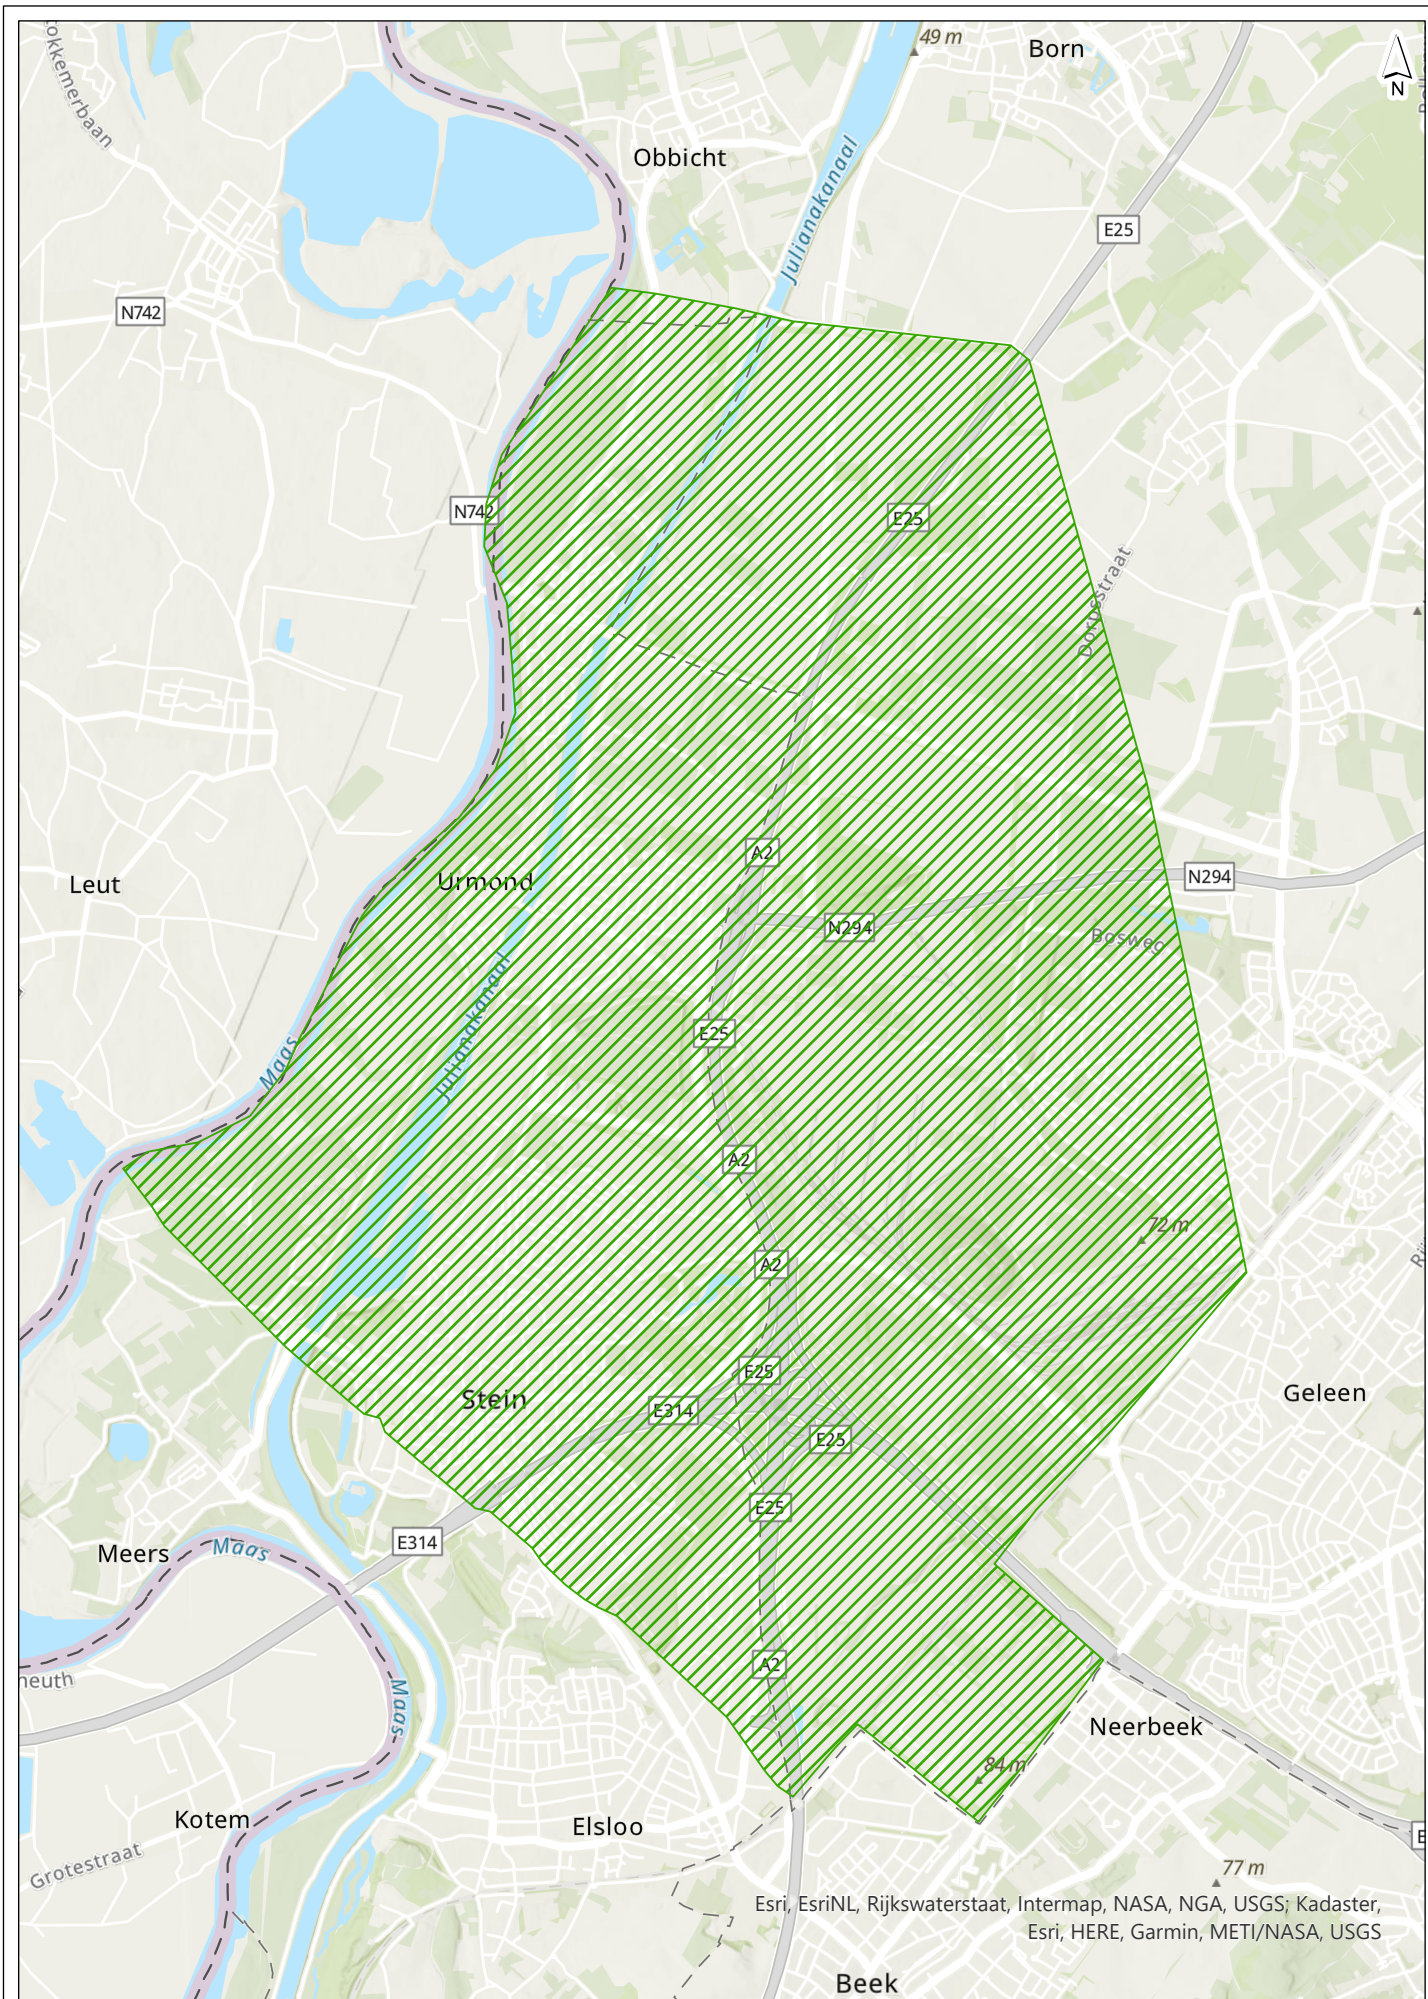 49 m
Born
okkemerbaan
N
Obbicht
Julianakanaal
E25
N742
N742
E25
Dorpsstraat
A2
Leut
Urmond
N294
N294
Bosweg
Julianakanaal
E25
Maas
A2
72 m
A2
E25
Geleen
Stein
E314
E25
E25
E314
Meers
Maas
A2
neuth
Maas
Neerbeek
84 m
Kotem
Elsloo
E
Grotestraat
77 m
Esri, EsriNL, Rijkswaterstaat, Intermap, NASA, NGA, USGS; Kadaster,
Esri, HERE, Garmin, METI/NASA, USGS
Beek